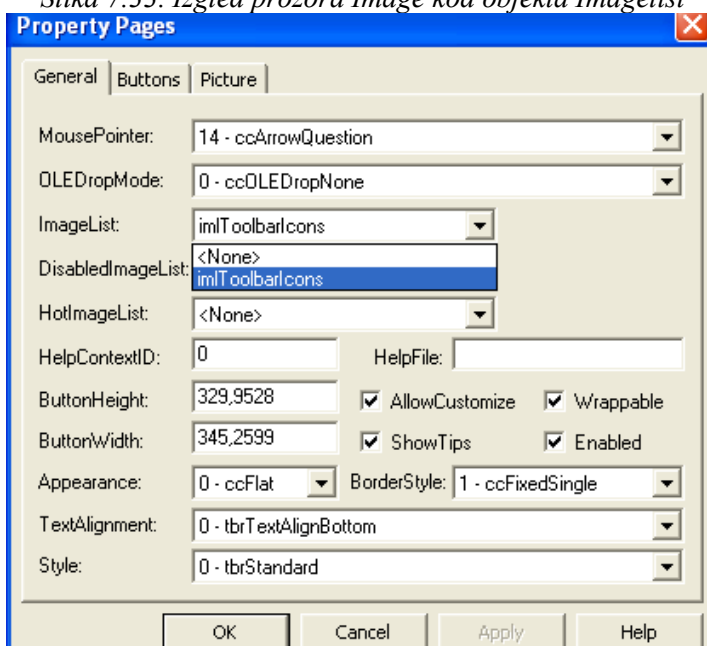 Slika 7.55. Izgled prozora Image kod objekta Imagelist
Property Pages
General Buttons Picture
MousePointer: 14 - ccArrowQuestion
OLEDropMode: 0 - ccOLEDropNone
ImageList: imlToolbarIcons
<None>
DisabledImageList: imlToolbarIcons
HotImageList: <None>
HelpContextID: 0 HelpFile:
ButtonHeight: 329,9528 AllowCustomize Wrappable
ButtonWidth: 345,2599 ShowTips Enabled
Appearance: 0 - ccFlat BorderStyle: 1 - ccFixedSingle
TextAlignment: 0 - tbrTextAlignBottom
Style: 0 - tbrStandard
OK Cancel Apply Help